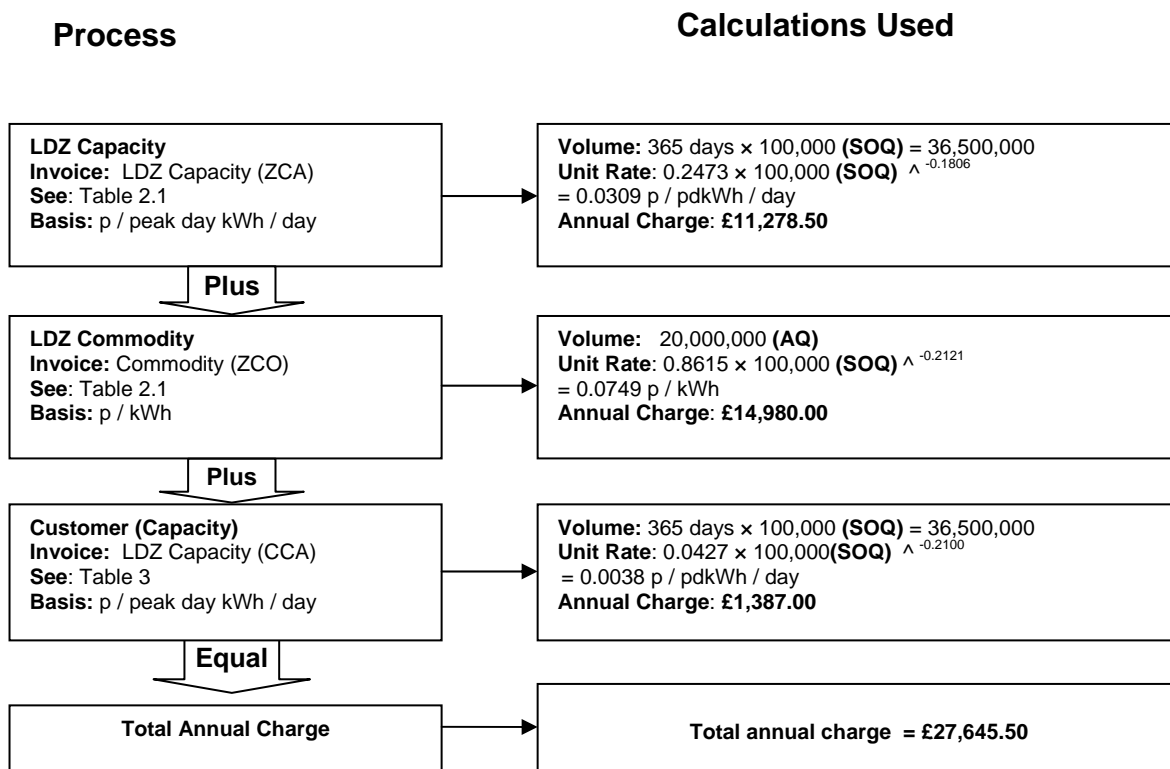 Process
Calculations Used
LDZ Capacity
Invoice: LDZ Capacity (ZCA)
See: Table 2.1
Basis: p / peak day kWh / day
Volume: 365 days × 100,000 (SOQ) = 36,500,000
Unit Rate: 0.2473 × 100,000 (SOQ) ^ -0.1806
= 0.0309 p / pdkWh / day
Annual Charge: £11,278.50
Plus
LDZ Commodity
Invoice: Commodity (ZCO)
See: Table 2.1
Basis: p / kWh
Volume: 20,000,000 (AQ)
Unit Rate: 0.8615 × 100,000 (SOQ) ^ -0.2121
= 0.0749 p / kWh
Annual Charge: £14,980.00
Plus
Customer (Capacity)
Invoice: LDZ Capacity (CCA)
See: Table 3
Basis: p / peak day kWh / day
Volume: 365 days × 100,000 (SOQ) = 36,500,000
Unit Rate: 0.0427 × 100,000(SOQ) ^ -0.2100
= 0.0038 p / pdkWh / day
Annual Charge: £1,387.00
Equal
Total Annual Charge
Total annual charge = £27,645.50